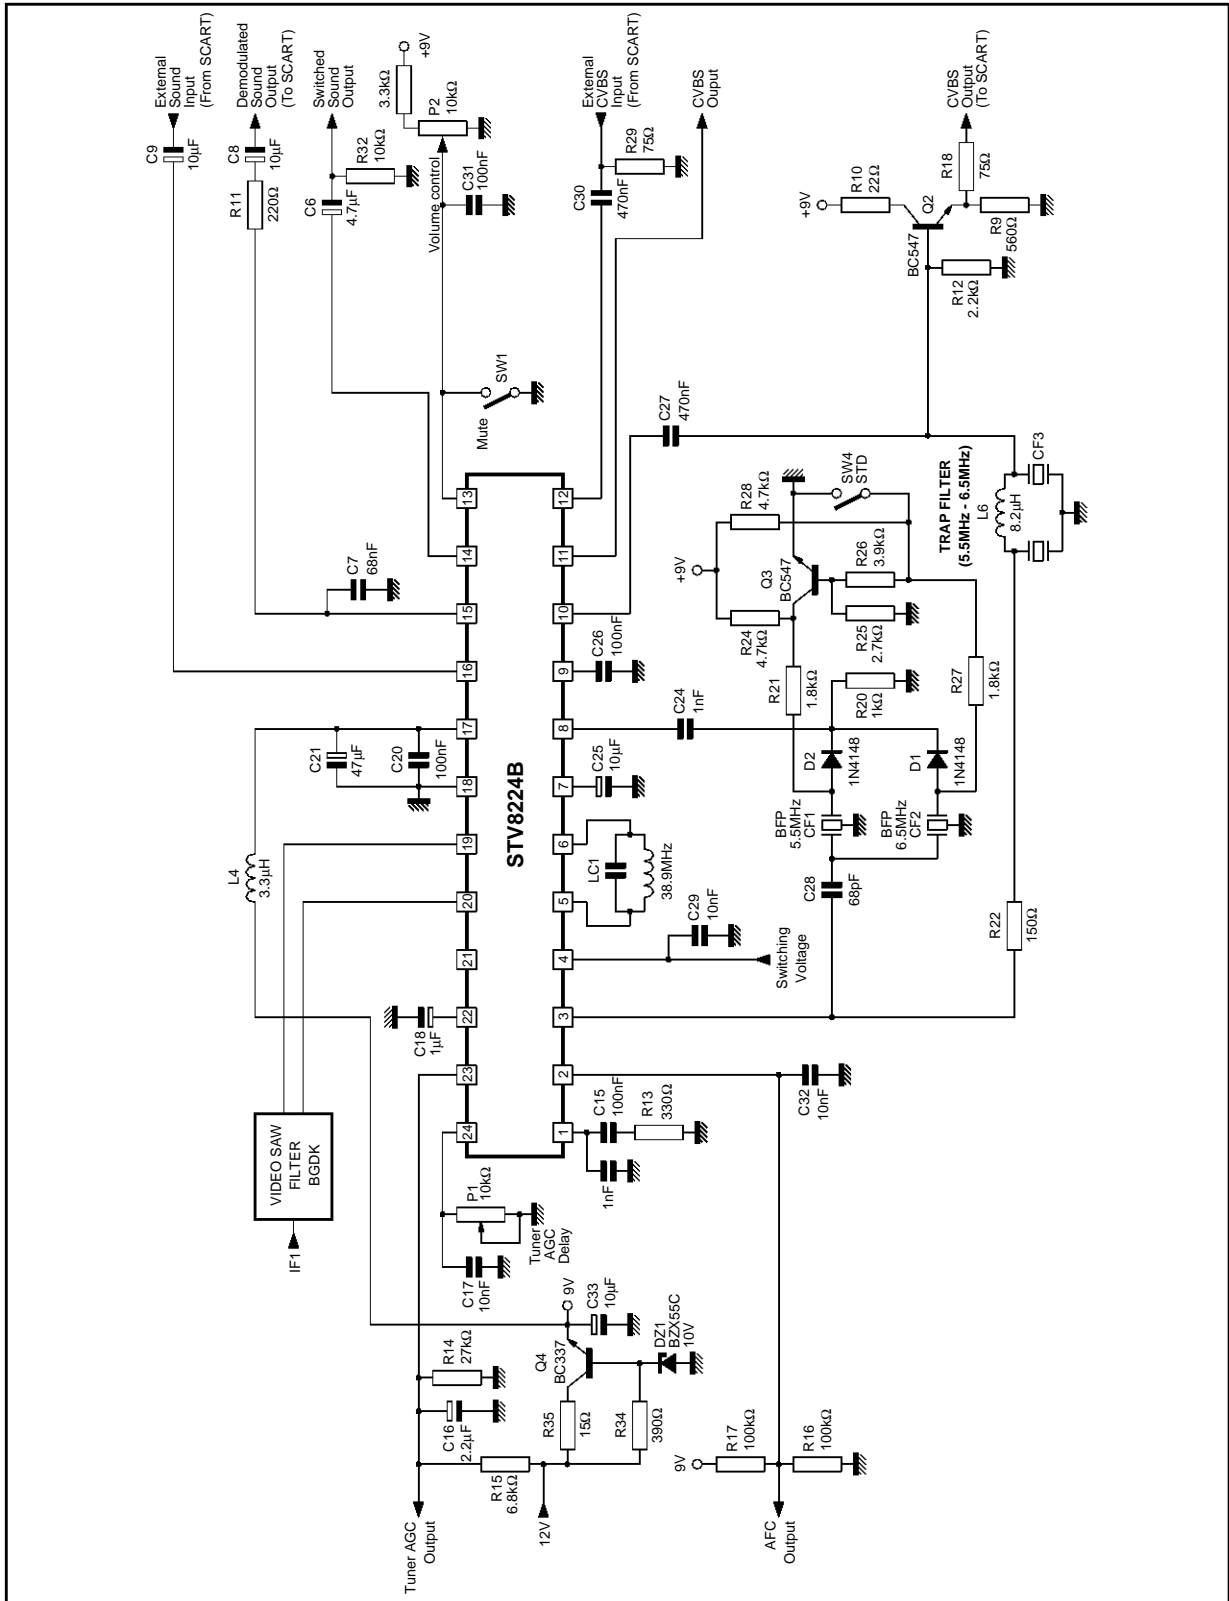 External
Sound
Input
(From SCART)
C9
10µF
Demodulated
Sound
Output
(To SCART)
C8
10µF
R11
220Ω
Switched
Sound
Output
C6
4.7µF
R32
10kΩ
+9V
3.3kΩ
P2
10kΩ
Volume control
C31
100nF
External
CVBS
Input
(From SCART)
R29
75Ω
C30
470nF
CVBS
Ouput
CVBS
Output
(To SCART)
R18
75Ω
+9V
R10
22Ω
Q2
BC547
R9
560Ω
R12
2.2kΩ
Mute
SW1
C27
470nF
C7
68nF
13
14
15
16
17
18
19
20
21
22
23
24
12
11
10
9
8
7
6
5
4
3
2
1
STV8224B
C26
100nF
C21
47µF
C20
100nF
C25
10µF
C24
1nF
+9V
R28
4.7kΩ
R24
4.7kΩ
Q3
BC547
SW4
STD
R26
3.9kΩ
R25
2.7kΩ
R21
1.8kΩ
R20
1kΩ
R27
1.8kΩ
TRAP FILTER
(5.5MHz - 6.5MHz)
L6
8.2µH
CF3
D2
1N4148
D1
1N4148
BFP
5.5MHz
CF1
BFP
6.5MHz
CF2
C28
68pF
R22
150Ω
L4
3.3µH
LC1
38.9MHz
C29
10nF
Switching
Voltage
C18
1µF
VIDEO SAW
FILTER
BGDK
IF1
C15
100nF
R13
330Ω
1nF
C32
10nF
P1
10kΩ
Tuner
AGC
Delay
C17
10nF
9V
C33
10µF
Q4
BC337
DZ1
BZX55C
10V
R14
27kΩ
C16
2.2µF
R35
15Ω
R34
390Ω
R15
6.8kΩ
12V
Tuner AGC
Output
9V
R17
100kΩ
R16
100kΩ
AFC
Output